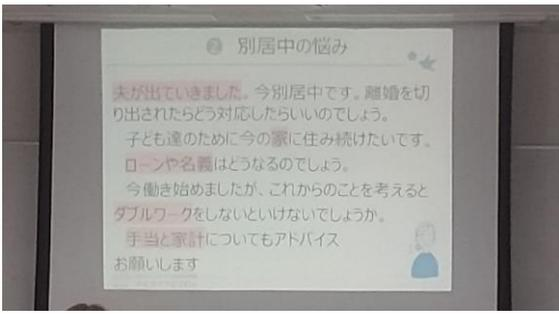 ❷ 別居中の悩み
夫が出ていきました。今別居中です。離婚を切
り出されたらどう対応したらいいのでしょう。
子ども達のために今の家に住み続けたいです。
ローンや名義はどうなるのでしょう。
今働き始めましたが、これからのことを考えると
ダブルワークをしないといけないでしょうか。
手当と家計についてもアドバイス
お願いします